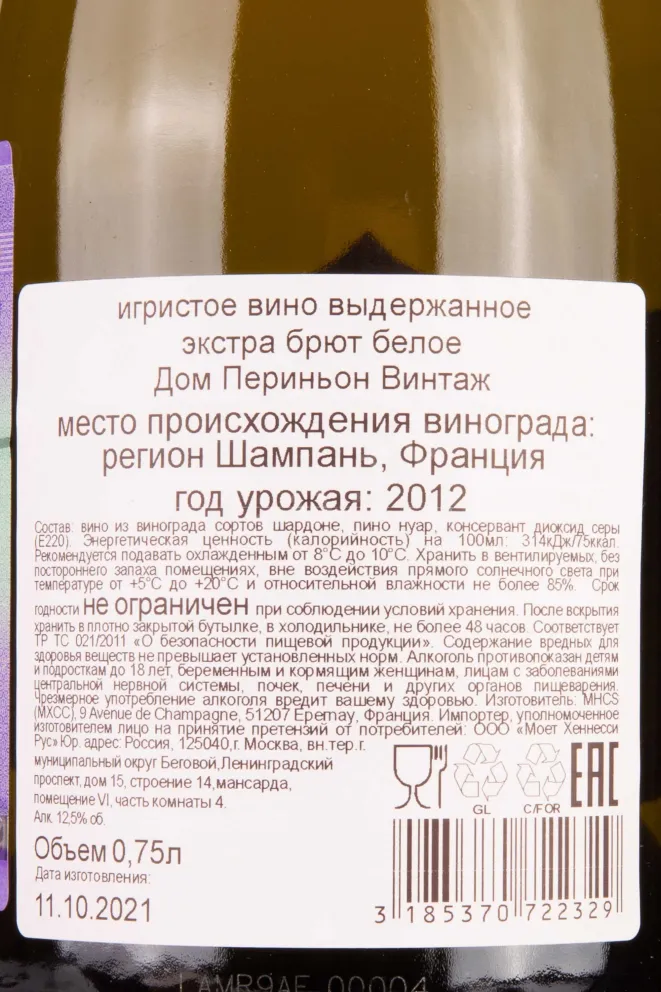 игристое вино выдержанное
экстра брют белое
Дом Периньон Винтаж
место происхождения винограда:
регион Шампань, Франция
год урожая: 2012
Состав: вино из винограда сортов шардоне, пино нуар, консервант диоксид серы
(Е220). Энергетическая ценность (калорийность) на 100мл: 314кДж/75ккал.
Рекомендуется подавать охлажденным от 8°С до 10°С. Хранить в вентилируемых, без
постороннего запаха помещениях, вне воздействия прямого солнечного света при
температуре от +5°С до +20°С и относительной влажности не более 85%. Срок
годности не ограничен при соблюдении условий хранения. После вскрытия
хранить в плотно закрытой бутылке, в холодильнике, не более 48 часов. Соответствует
ТР ТС 021/2011 «О безопасности пищевой продукции». Содержание вредных для
здоровья веществ не превышает установленных норм. Алкоголь противопоказан детям
и подросткам до 18 лет, беременным и кормящим женщинам, лицам с заболеваниями
центральной нервной системы, почек, печени и других органов пищеварения.
Чрезмерное употребление алкоголя вредит вашему здоровью. Изготовитель: MHCS
(МХСС), 9 Avenue de Champagne, 51207 Epernay, Франция. Импортер, уполномоченное
изготовителем лицо на принятие претензий от потребителей: ООО «Моет Хеннесси
Рус» Юр. адрес: Россия, 125040, г. Москва, вн.тер.г.
муниципальный округ Беговой, Ленинградский
проспект, дом 15, строение 14, мансарда,
помещение VI, часть комнаты 4.
Алк. 12,5% об.
GL C/FOR EAC
Объем 0,75л
Дата изготовления:
11.10.2021
3 185370 722329
LAMR9AE 00004